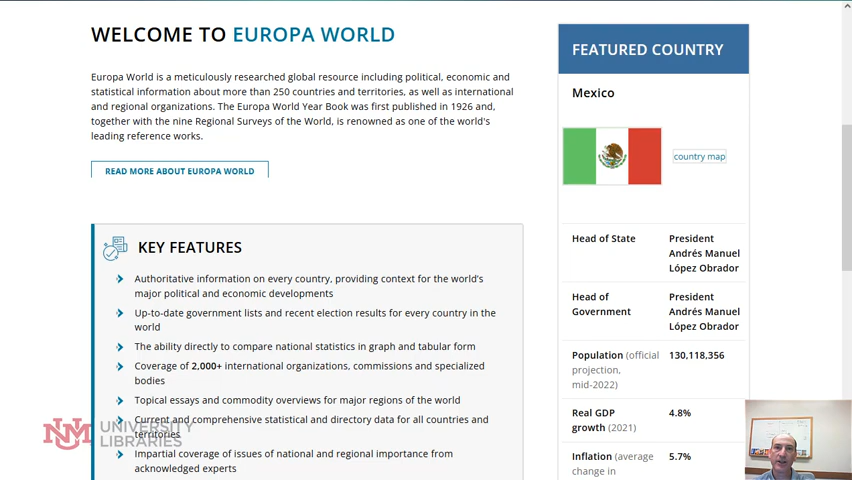 WELCOME TO EUROPA WORLD
Europa World is a meticulously researched global resource including political, economic and
statistical information about more than 250 countries and territories, as well as international
and regional organizations. The Europa World Year Book was first published in 1926 and,
together with the nine Regional Surveys of the World, is renowned as one of the world's
leading reference works.
READ MORE ABOUT EUROPA WORLD
KEY FEATURES
Authoritative information on every country, providing context for the world's
major political and economic developments
Up-to-date government lists and recent election results for every country in the
world
The ability directly to compare national statistics in graph and tabular form
Coverage of 2,000+ international organizations, commissions and specialized
bodies
Topical essays and commodity overviews for major regions of the world
Current and comprehensive statistical and directory data for all countries and
territories
Impartial coverage of issues of national and regional importance from
acknowledged experts
UNM UNIVERSITY
LIBRARIES
FEATURED COUNTRY
Mexico
country map
Head of State President
Andrés Manuel
López Obrador
Head of President
Government Andrés Manuel
López Obrador
Population (official 130,118,356
projection,
mid-2022)
Real GDP 4.8%
growth (2021)
Inflation (average 5.7%
change in